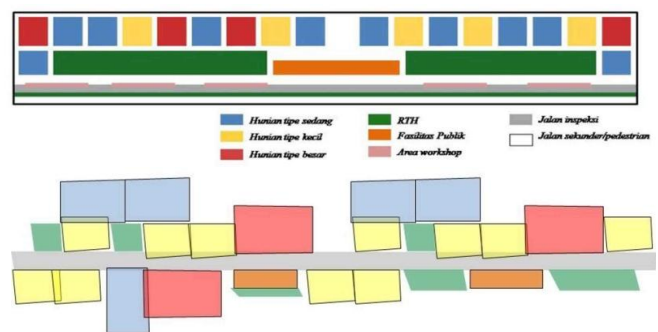 Hunian tipe sedang
Hunian tipe kecil
Hunian tipe besar
RTH
Fasilitas Publik
Area workshop
Jalan inspeksi
Jalan sekunder/pedestrian